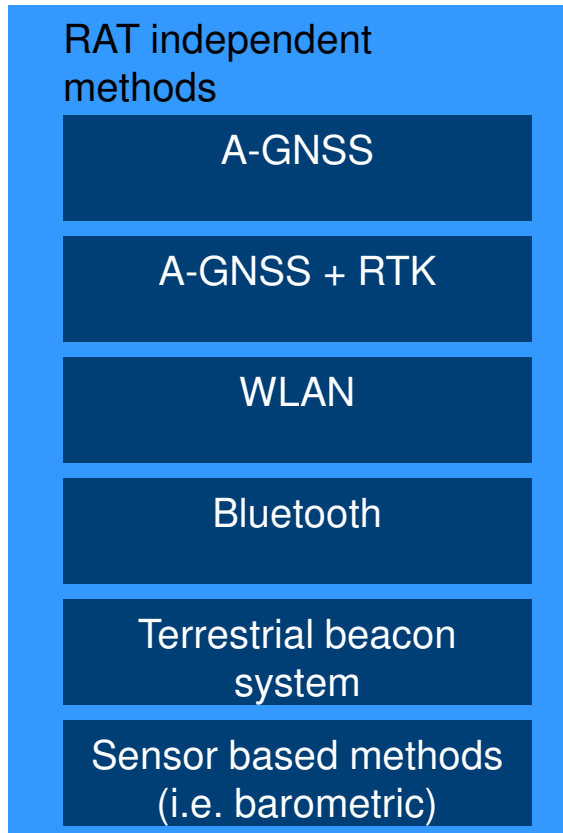 RAT independent
methods
A-GNSS
A-GNSS + RTK
WLAN
Bluetooth
Terrestrial beacon
system
Sensor based methods
(i.e. barometric)